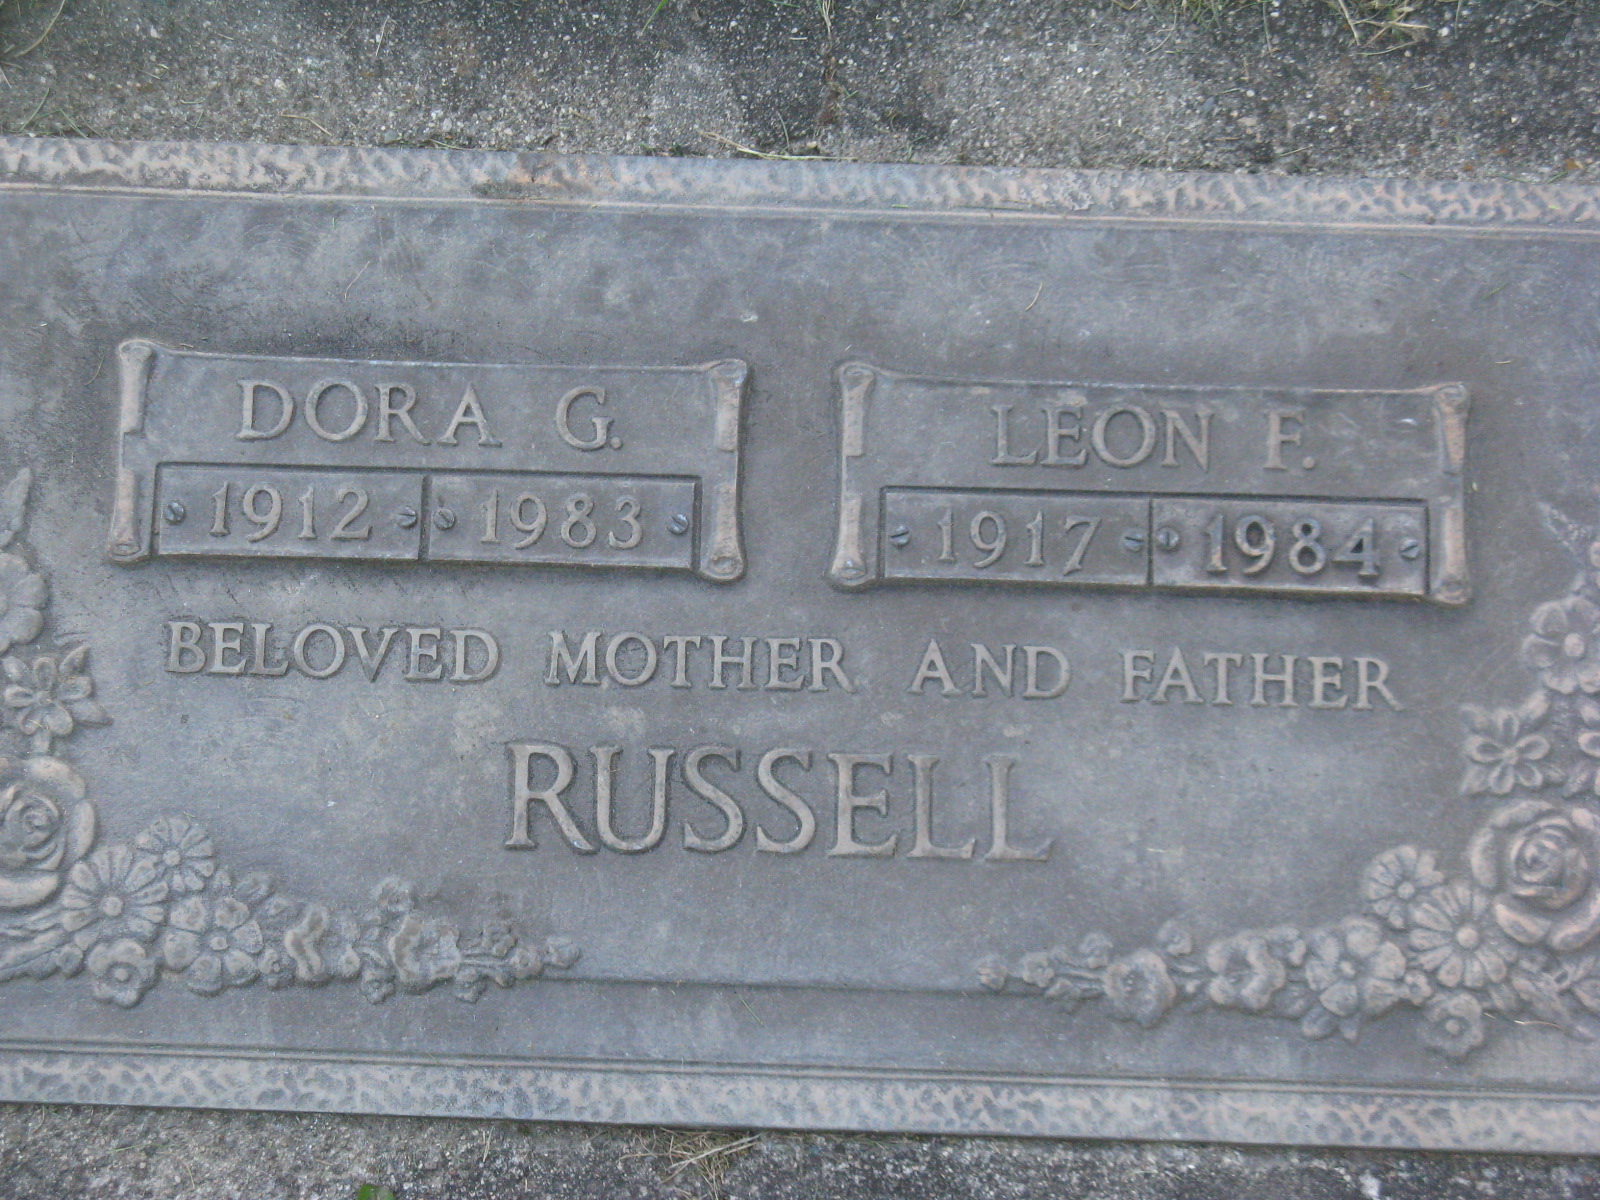 DORA G.
1912 1983
LEON F.
1917 1984
BELOVED MOTHER AND FATHER
RUSSELL